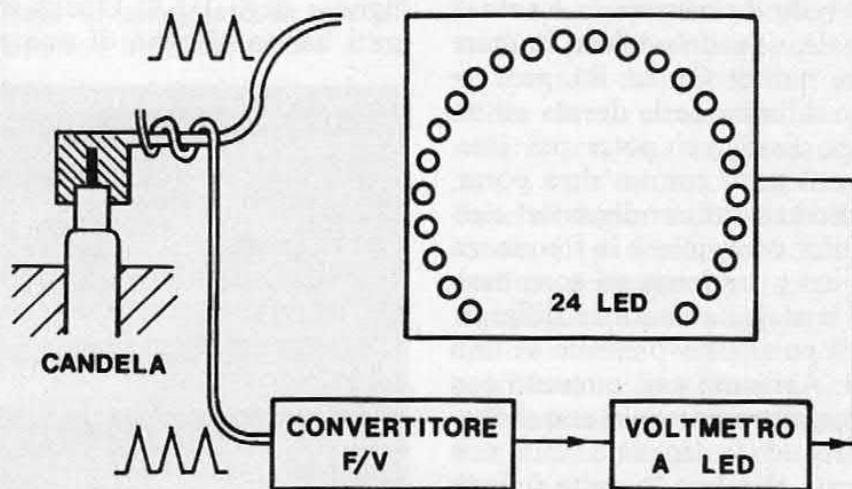 24 LED
CANDELA
CONVERTITORE
F/V
VOLTMETRO
A LED